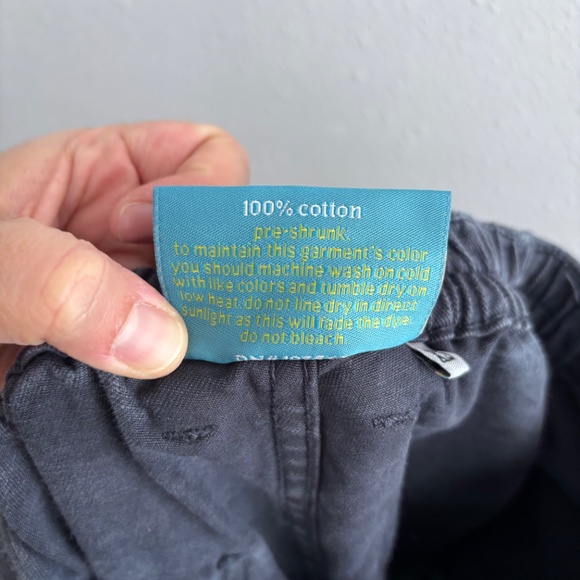 100% cotton
pre-shrunk.
to maintain this garment's color
you should machine wash on cold
with like colors and tumble dry on
low heat. do not line dry in direct
sunlight as this will fade the dye.
do not bleach.